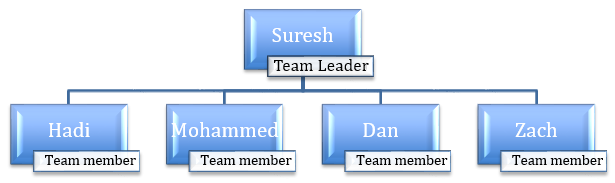 Suresh
Team Leader
Hadi
Team member
Mohammed
Team member
Dan
Team member
Zach
Team member